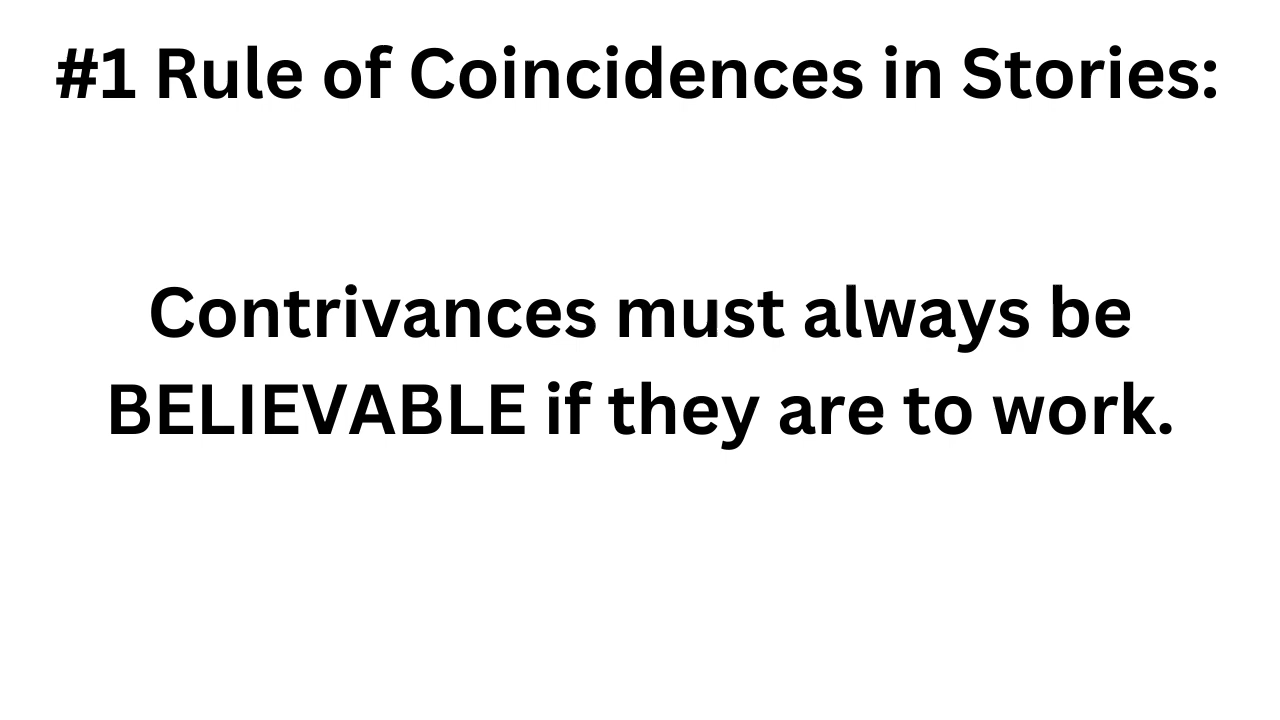 #1 Rule of Coincidences in Stories:
Contrivances must always be
BELIEVABLE if they are to work.